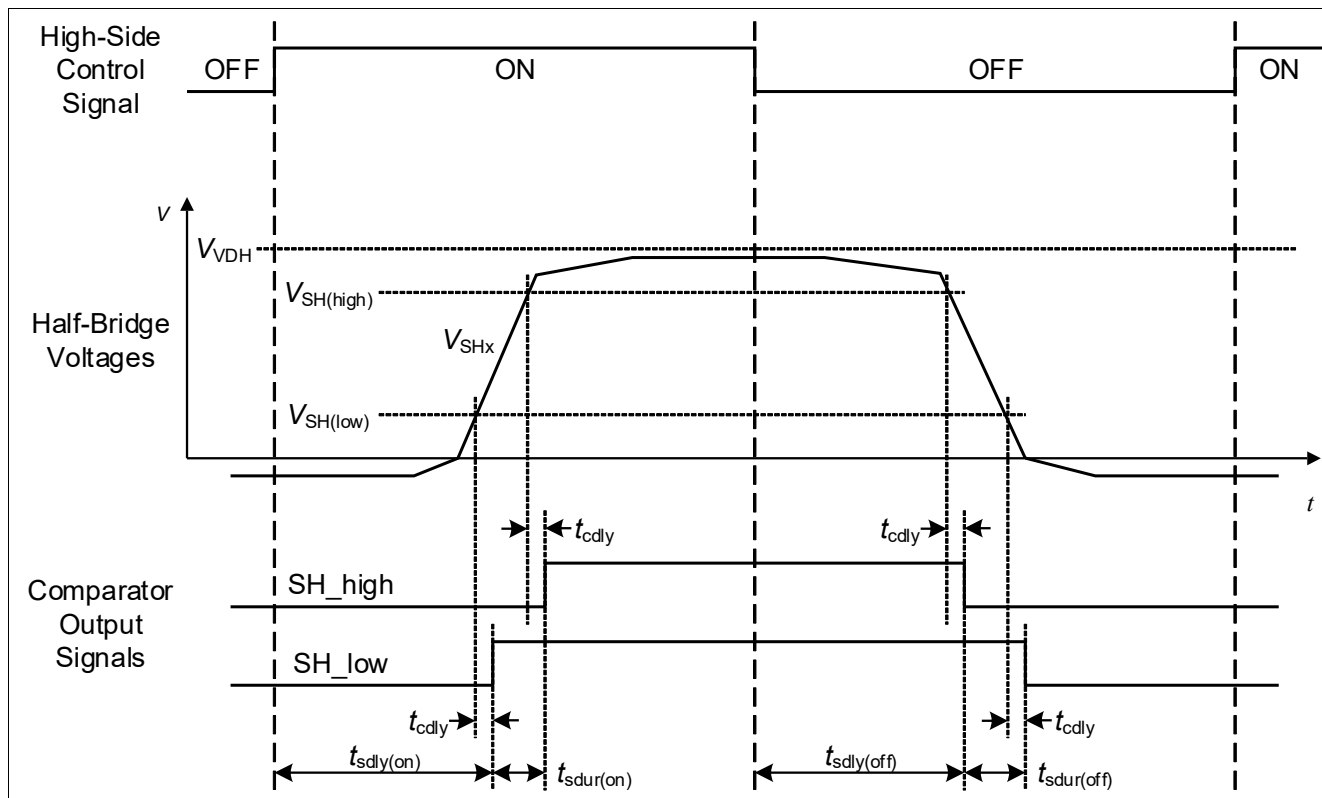 High-Side
Control
Signal
OFF
ON
OFF
ON
V
VVDH
VSH(high)
Half-Bridge
Voltages
VSHx
VSH(low)
t
tcdly
tcdly
Comparator
Output
Signals
SH_high
SH_low
tcdly
tcdly
tsdly(on)
tsdur(on)
tsdly(off)
tsdur(off)